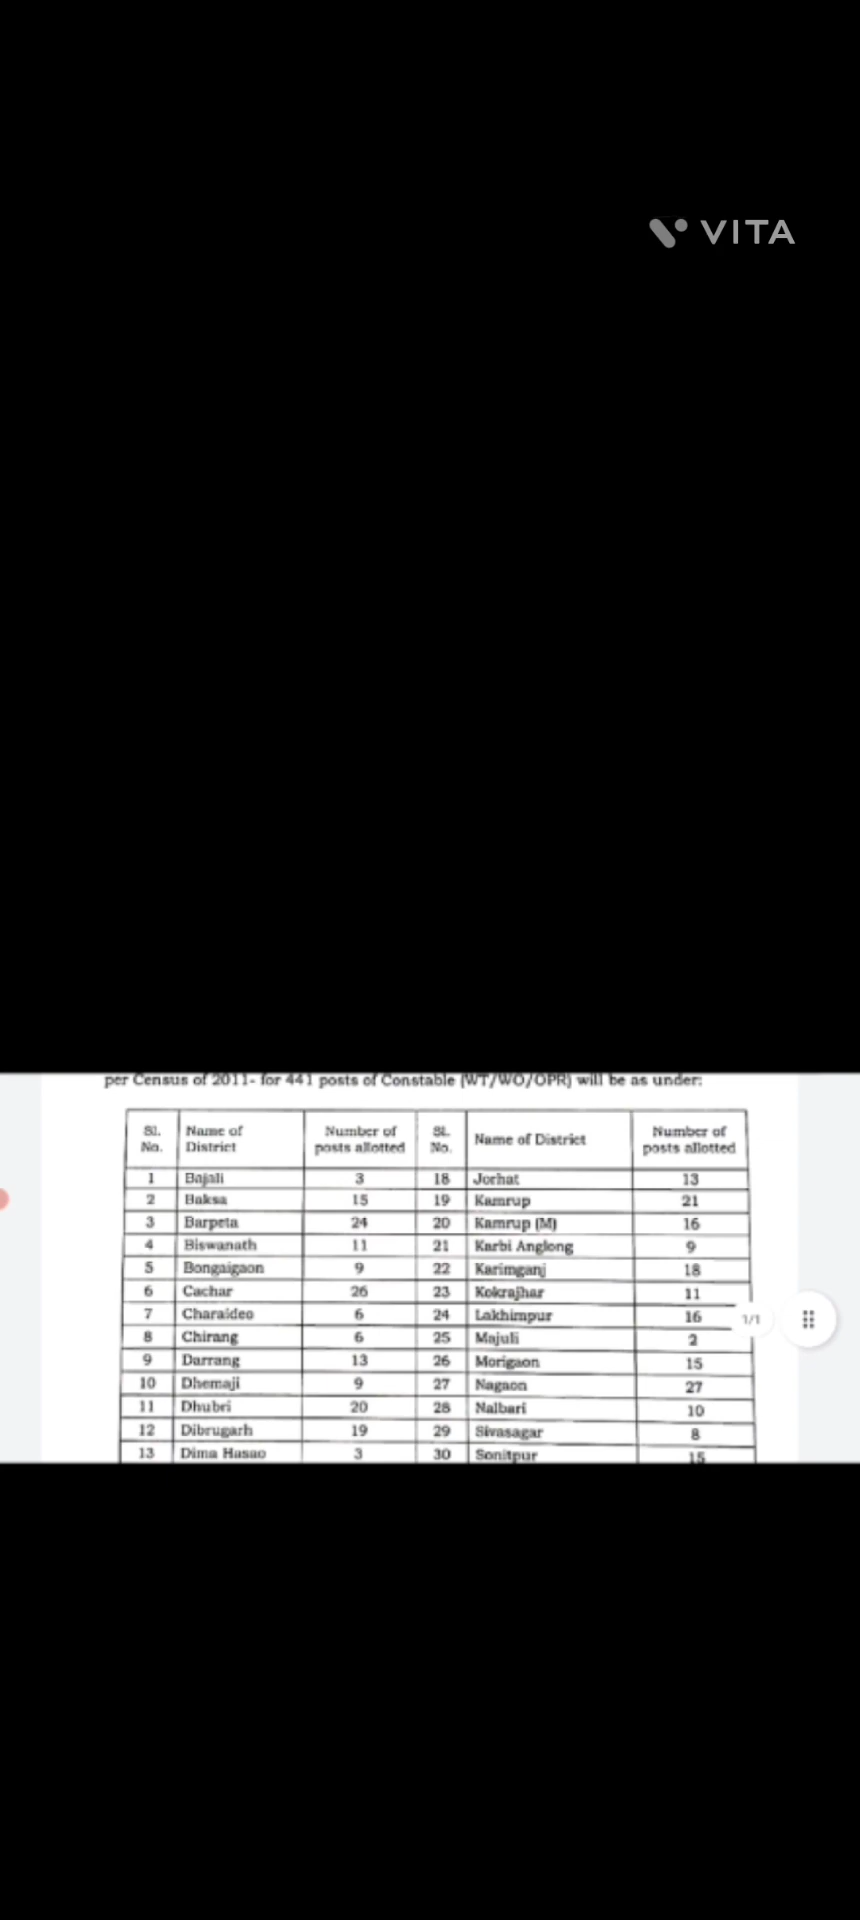 VITA
per Census of 2011- for 441 posts of Constable (WT/WO/OPR) will be as under:
Sl. No. Name of District Number of posts allotted Sl. No. Name of District Number of posts allotted
1 Bajali 3 18 Jorhat 13
2 Baksa 15 19 Kamrup 21
3 Barpeta 24 20 Kamrup (M) 16
4 Biswanath 11 21 Karbi Anglong 9
5 Bongaigaon 9 22 Karimganj 18
6 Cachar 26 23 Kokrajhar 11
7 Charaideo 6 24 Lakhimpur 16
1/1
8 Chirang 6 25 Majuli 2
9 Darrang 13 26 Morigaon 15
10 Dhemaji 9 27 Nagaon 27
11 Dhubri 20 28 Nalbari 10
12 Dibrugarh 19 29 Sivasagar 8
13 Dima Hasao 3 30 Sonitpur 15